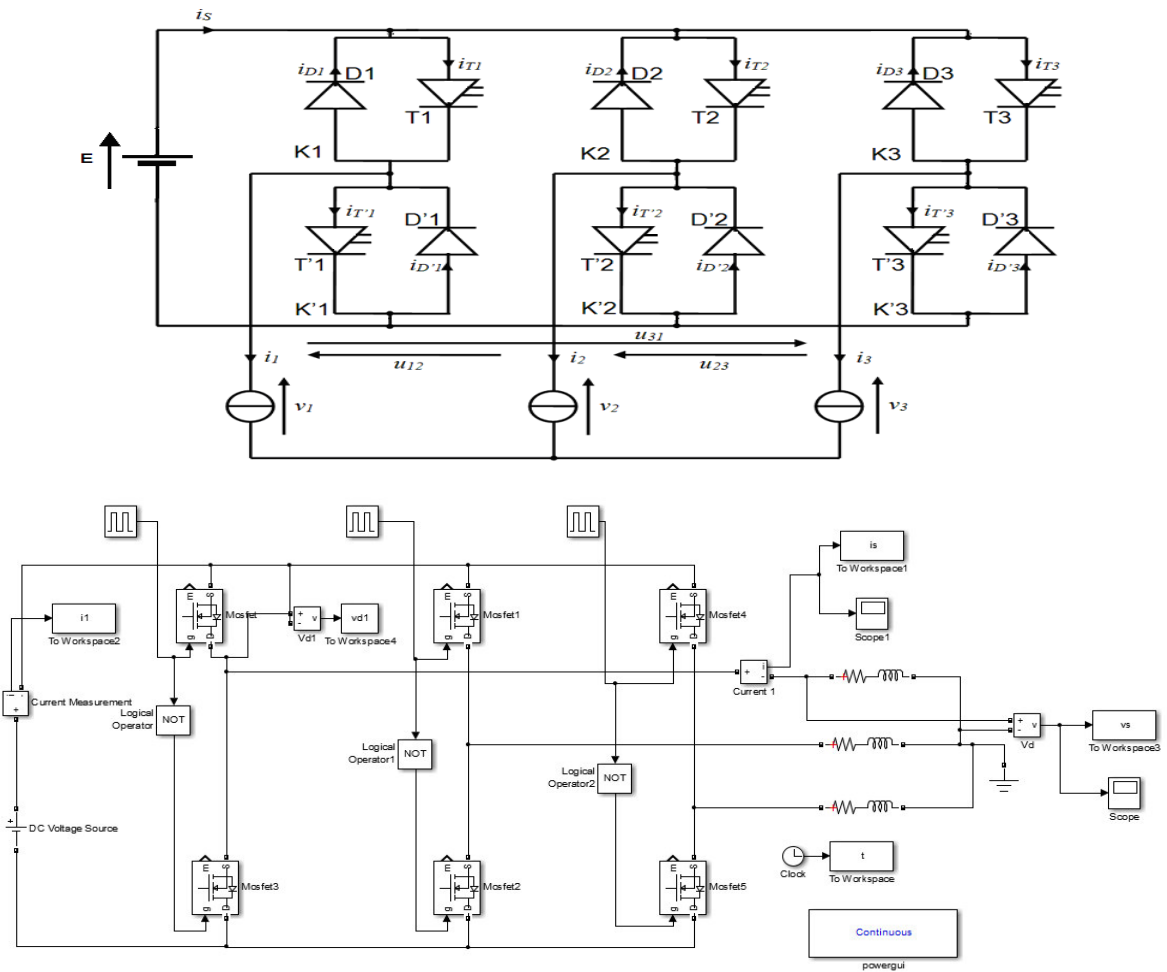 iS
iD1 D1 iT1
T1
K1
iD2 D2 iT2
T2
K2
iD3 D3 iT3
T3
K3
E
iT'1 D'1
T'1 iD'1
K'1
iT'2 D'2
T'2 iD'2
K'2
iT'3 D'3
T'3 iD'3
K'3
u31
u12
u23
i1
i2
i3
v1
v2
v3
i1
To Workspace2
Mosfet
m
S
g
D
+
-
v
Vd1
vd1
To Workspace4
Mosfet1
m
S
g
D
Mosfet4
m
S
g
D
is
To Workspace1
Scope1
i
+
-
Current 1
i
-
+
Current Measurement
Logical
Operator
NOT
Logical
Operator1
NOT
Logical
Operator2
NOT
+
-
v
Vd
vs
To Workspace3
Scope
+
-
DC Voltage Source
Mosfet3
m
S
g
D
Mosfet2
m
S
g
D
Mosfet5
m
S
g
D
Clock
t
To Workspace
Continuous
powergui